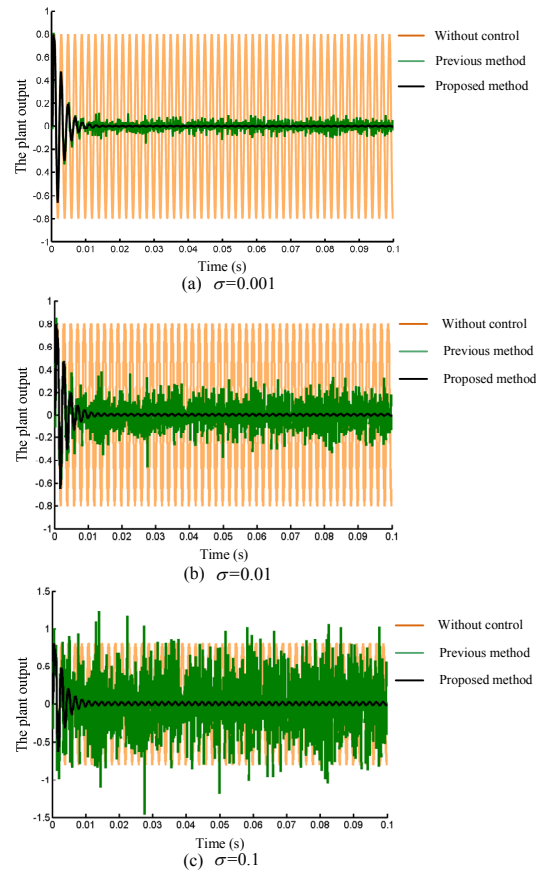 1
0.8
0.6
0.4
0.2
0
-0.2
-0.4
-0.6
-0.8
-1
The plant output
0 0.01 0.02 0.03 0.04 0.05 0.06 0.07 0.08 0.09 0.1
Time (s)
Without control
Previous method
Proposed method
(a) σ=0.001
1
0.8
0.6
0.4
0.2
0
-0.2
-0.4
-0.6
-0.8
-1
The plant output
0 0.01 0.02 0.03 0.04 0.05 0.06 0.07 0.08 0.09 0.1
Time (s)
Without control
Previous method
Proposed method
(b) σ=0.01
1.5
1
0.5
0
-0.5
-1
-1.5
The plant output
0 0.01 0.02 0.03 0.04 0.05 0.06 0.07 0.08 0.09 0.1
Time (s)
Without control
Previous method
Proposed method
(c) σ=0.1